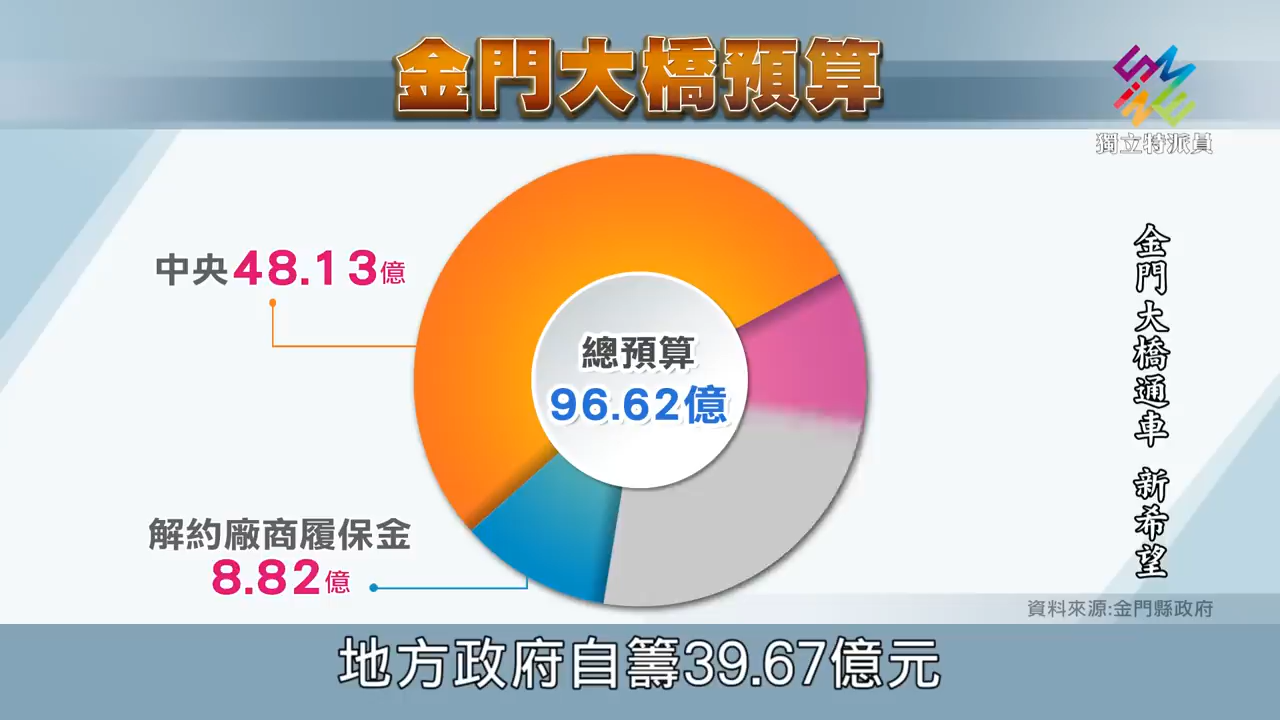 金門大橋預算
獨立特派員
中央48.13億
總預算
96.62億
解約廠商履保金
8.82億
金門大橋通車 新希望
資料來源:金門縣政府
地方政府自籌39.67億元